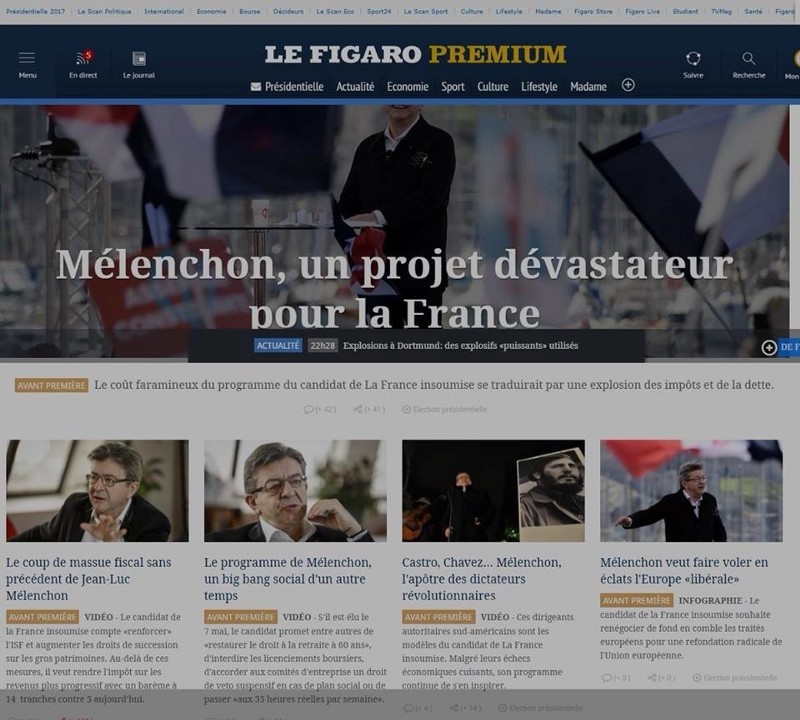 Présidentielle 2017 | Le Scan Politique | International | Economie | Bourse | Décideurs | Le Scan Eco | Sport24 | Le Scan Sport | Culture | Lifestyle | Madame | Figaro Store | Figaro Live | Etudiant | TVMag | Santé | Figaro
LE FIGARO PREMIUM
5
Menu En direct Le journal Suivre Recherche Mon
Présidentielle Actualité Economie Sport Culture Lifestyle Madame
Mélenchon, un projet dévastateur
pour la France
ACTUALITÉ 22h28 Explosions à Dortmund: des explosifs «puissants» utilisés
DE F
AVANT PREMIÈRE Le coût faramineux du programme du candidat de La France insoumise se traduirait par une explosion des impôts et de la dette.
(+ 42) (+ 41) Election présidentielle
Le coup de massue fiscal sans
précédent de Jean-Luc
Mélenchon
AVANT PREMIÈRE VIDÉO - Le candidat de
la France insoumise compte «renforcer»
l'ISF et augmenter les droits de succession
sur les gros patrimoines. Au-delà de ces
mesures, il veut rendre l'impôt sur les
revenus plus progressif avec un barème à
14 tranches contre 5 aujourd'hui.
Le programme de Mélenchon,
un big bang social d'un autre
temps
AVANT PREMIÈRE VIDÉO - S'il est élu le
7 mai, le candidat promet entre autres de
«restaurer le droit à la retraite à 60 ans»,
d'interdire les licenciements boursiers,
d'accorder aux comités d'entreprise un droit
de veto suspensif en cas de plan social ou de
passer «aux 35 heures réelles par semaine».
Castro, Chavez... Mélenchon,
l'apôtre des dictateurs
révolutionnaires
AVANT PREMIÈRE VIDÉO - Ces dirigeants
autoritaires sud-américains sont les
modèles du candidat de La France
insoumise. Malgré leurs échecs
économiques cuisants, son programme
continue de s'en inspirer.
(+ 4) (+ 14) Election présidentielle
Mélenchon veut faire voler en
éclats l'Europe «libérale»
AVANT PREMIÈRE INFOGRAPHIE - Le
candidat de la France insoumise souhaite
renégocier de fond en comble les traités
européens pour une refondation radicale de
l'Union européenne.
(+ 0) (+ 0) Election présidentielle